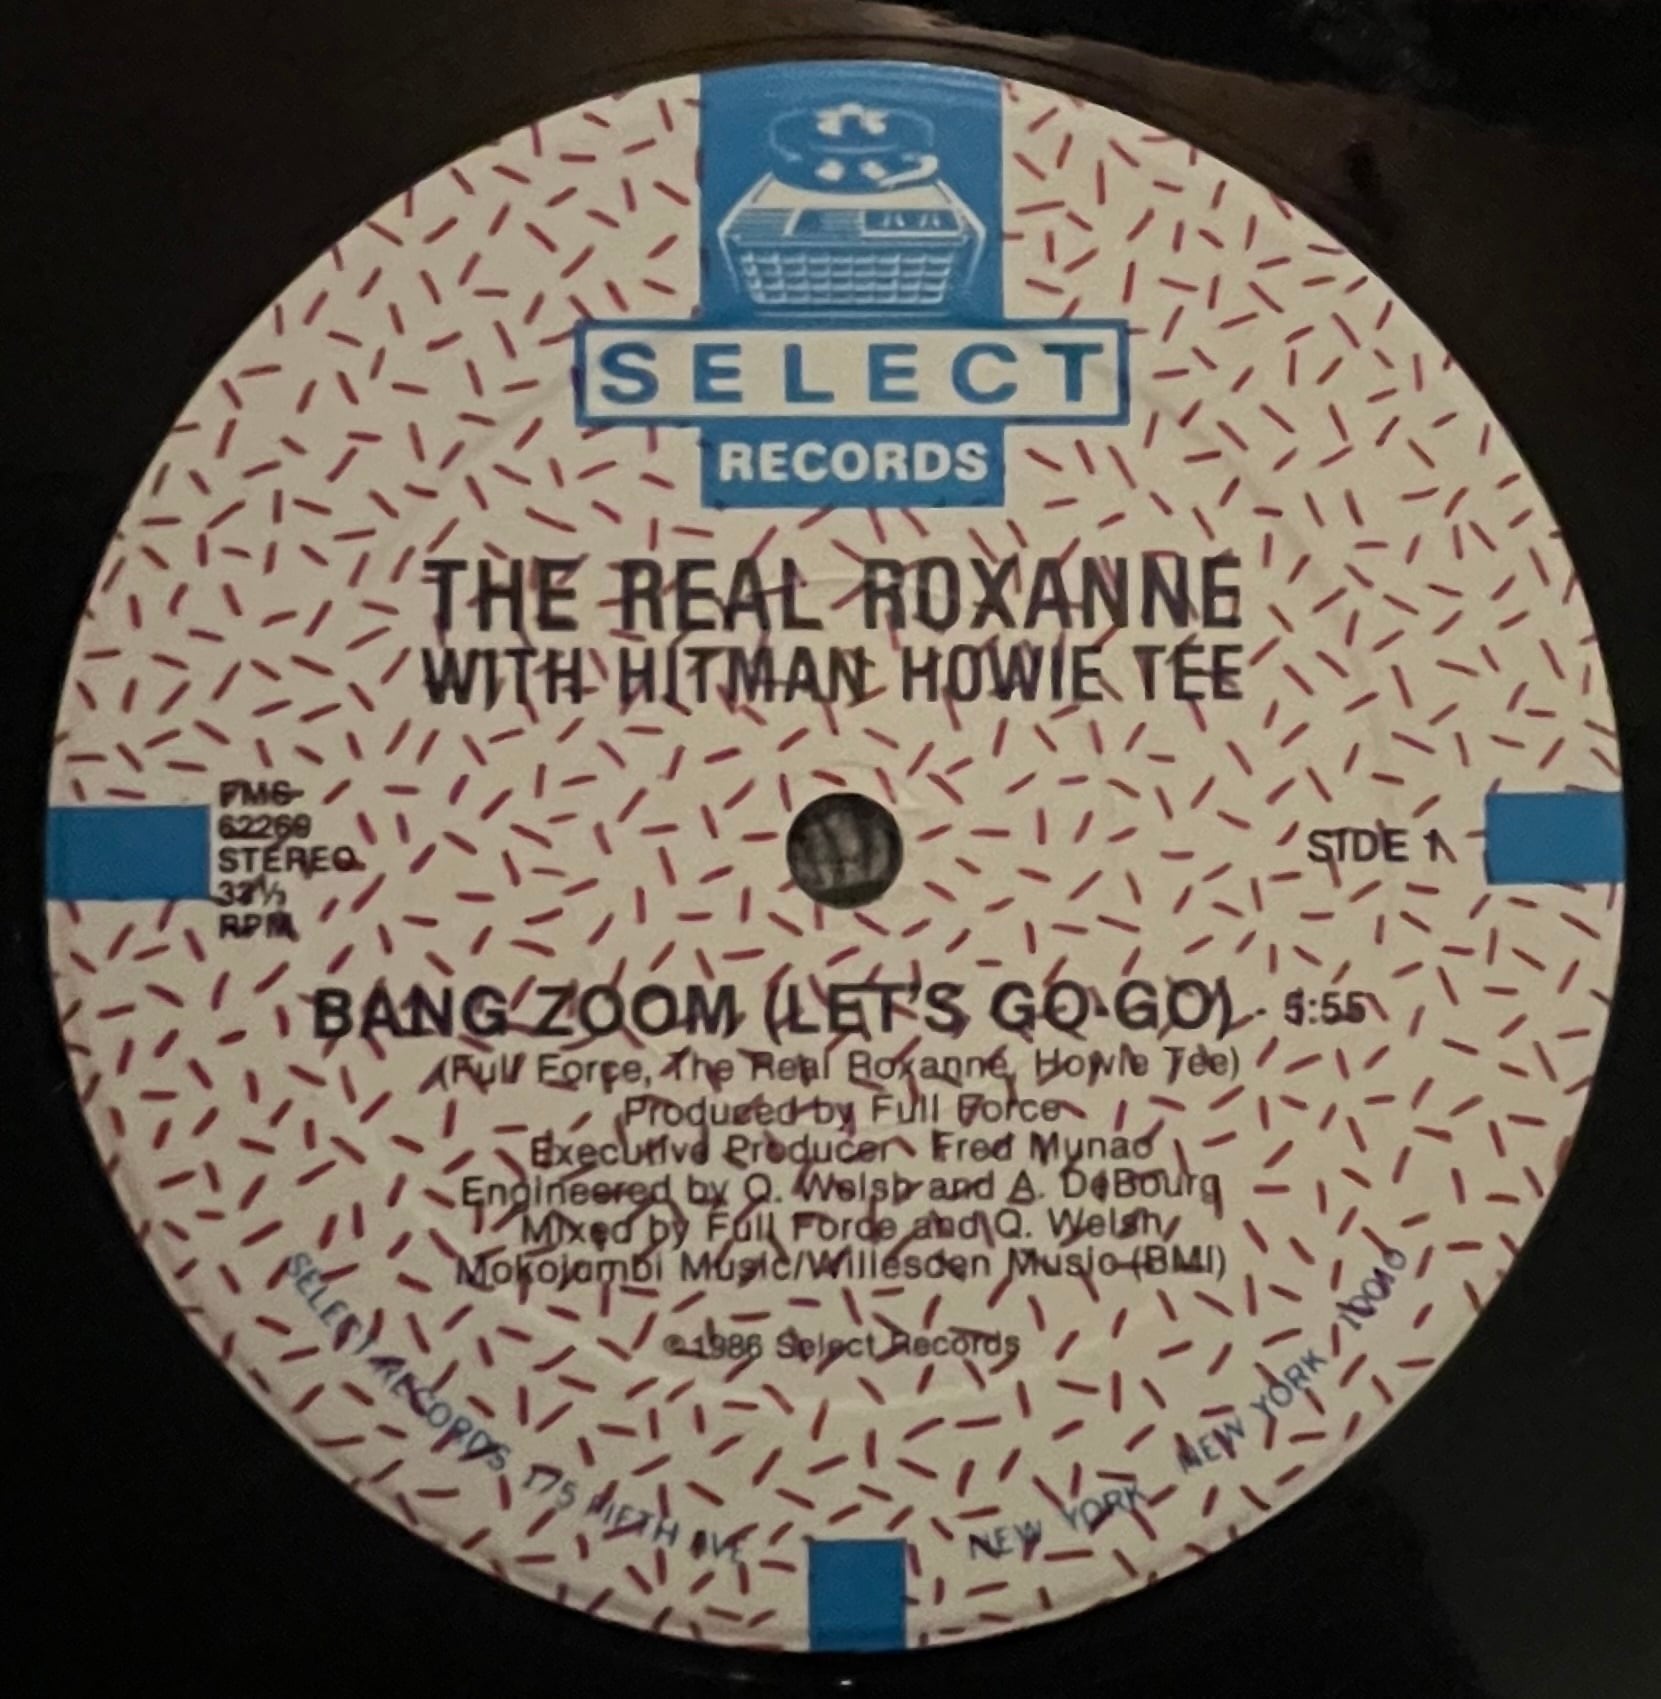 SELECT
RECORDS
THE REAL ROXANNE
WITH HITMAN HOWIE TEE
FMS
62269
STEREO
33⅓
RPM
SIDE 1
BANG ZOOM (LET'S GO-GO) - 5:55
(Full Force, The Real Roxanne, Howie Tee)
Produced by Full Force
Executive Producer Fred Munao
Engineered by Q. Welsh and A. DeBourg
Mixed by Full Force and Q. Welsh
Mokojumbi Music/Willesden Music (BMI)
℗ 1986 Select Records
SELECT RECORDS 175 FIFTH AVE NEW YORK NEW YORK 10010